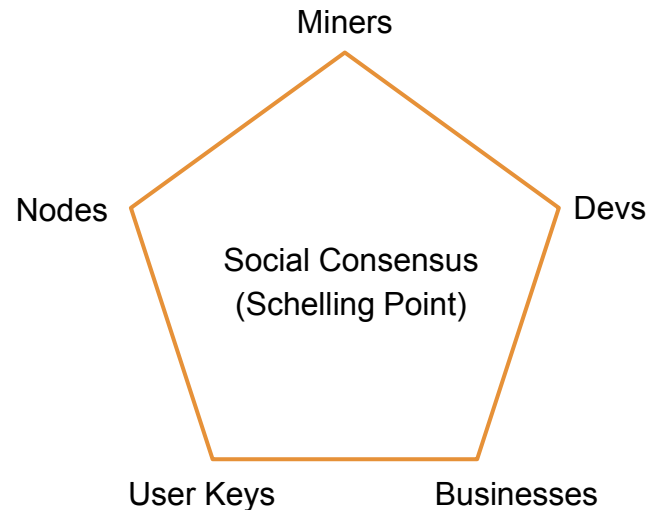 Miners
Nodes
Devs
Social Consensus
(Schelling Point)
User Keys
Businesses